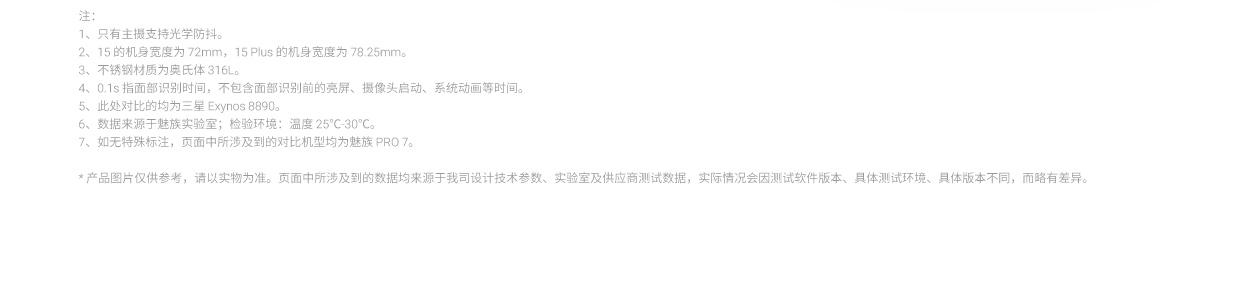 注：
1、只有主摄支持光学防抖。
2、15 的机身宽度为 72mm，15 Plus 的机身宽度为 78.25mm。
3、不锈钢材质为奥氏体 316L。
4、0.1s 指面部识别时间，不包含面部识别前的亮屏、摄像头启动、系统动画等时间。
5、此处对比的均为三星 Exynos 8890。
6、数据来源于魅族实验室；检验环境：温度 25℃-30℃。
7、如无特殊标注，页面中所涉及到的对比机型均为魅族 PRO 7。
* 产品图片仅供参考，请以实物为准。页面中所涉及到的数据均来源于我司设计技术参数、实验室及供应商测试数据，实际情况会因测试软件版本、具体测试环境、具体版本不同，而略有差异。